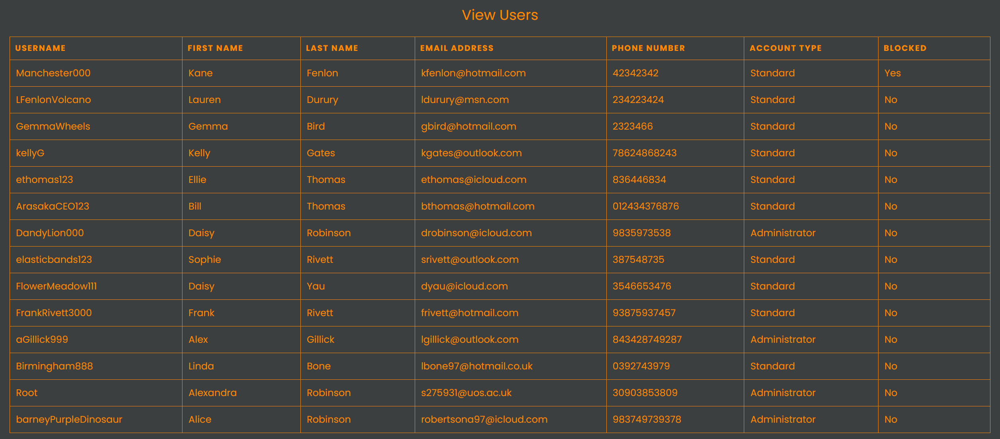 View Users
USERNAME FIRST NAME LAST NAME EMAIL ADDRESS PHONE NUMBER ACCOUNT TYPE BLOCKED
Manchester000 Kane Fenlon kfenlon@hotmail.com 42342342 Standard Yes
LFenlonVolcano Lauren Durury ldurury@msn.com 234223424 Standard No
GemmaWheels Gemma Bird gbird@hotmail.com 2323466 Standard No
kellyG Kelly Gates kgates@outlook.com 78624868243 Standard No
ethomas123 Ellie Thomas ethomas@icloud.com 836446834 Standard No
ArasakaCEO123 Bill Thomas bthomas@hotmail.com 012434376876 Standard No
DandyLion000 Daisy Robinson drobinson@icloud.com 9835973538 Administrator No
elasticbands123 Sophie Rivett srivett@outlook.com 387548735 Standard No
FlowerMeadow111 Daisy Yau dyau@icloud.com 3546653476 Standard No
FrankRivett3000 Frank Rivett frivett@hotmail.com 93875937457 Standard No
aGillick999 Alex Gillick lgillick@outlook.com 843428749287 Administrator No
Birmingham888 Linda Bone lbone97@hotmail.co.uk 0392743979 Standard No
Root Alexandra Robinson s275931@uos.ac.uk 30903853809 Administrator No
barneyPurpleDinosaur Alice Robinson robertsona97@icloud.com 983749739378 Administrator No